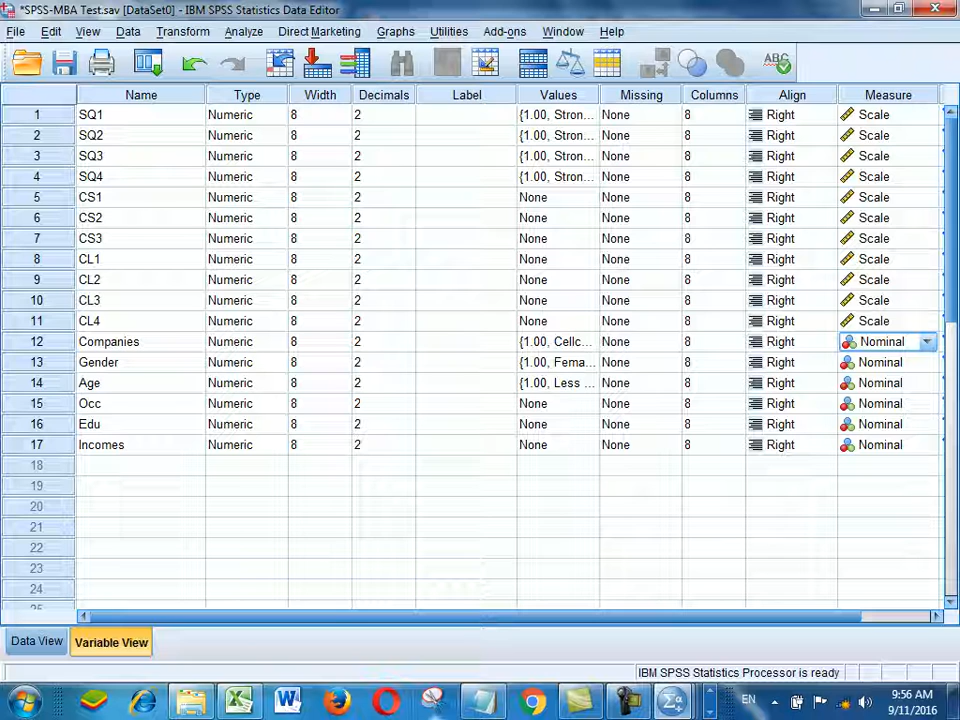 *SPSS-MBA Test.sav [DataSet0] - IBM SPSS Statistics Data Editor
File Edit View Data Transform Analyze Direct Marketing Graphs Utilities Add-ons Window Help
Name Type Width Decimals Label Values Missing Columns Align Measure
1 SQ1 Numeric 8 2 {1.00, Stron... None 8 Right Scale
2 SQ2 Numeric 8 2 {1.00, Stron... None 8 Right Scale
3 SQ3 Numeric 8 2 {1.00, Stron... None 8 Right Scale
4 SQ4 Numeric 8 2 {1.00, Stron... None 8 Right Scale
5 CS1 Numeric 8 2 None None 8 Right Scale
6 CS2 Numeric 8 2 None None 8 Right Scale
7 CS3 Numeric 8 2 None None 8 Right Scale
8 CL1 Numeric 8 2 None None 8 Right Scale
9 CL2 Numeric 8 2 None None 8 Right Scale
10 CL3 Numeric 8 2 None None 8 Right Scale
11 CL4 Numeric 8 2 None None 8 Right Scale
12 Companies Numeric 8 2 {1.00, Cellc... None 8 Right Nominal
13 Gender Numeric 8 2 {1.00, Fema... None 8 Right Nominal
14 Age Numeric 8 2 {1.00, Less ... None 8 Right Nominal
15 Occ Numeric 8 2 None None 8 Right Nominal
16 Edu Numeric 8 2 None None 8 Right Nominal
17 Incomes Numeric 8 2 None None 8 Right Nominal
18
19
20
21
22
23
24
25
Data View Variable View
IBM SPSS Statistics Processor is ready
EN 9:56 AM
9/11/2016